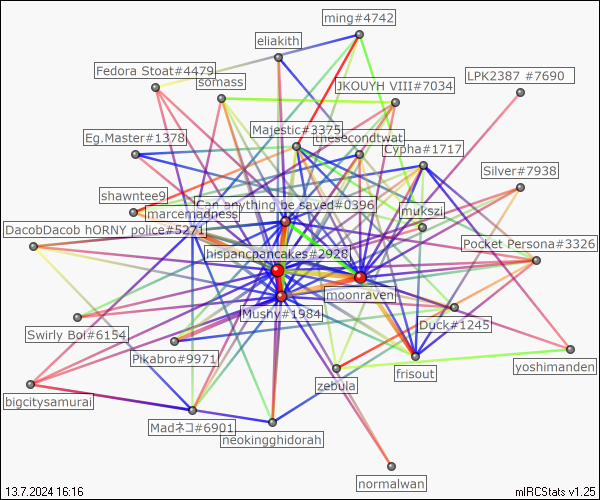 ming#4742
eliakith
Fedora Stoat#4479
somass
JKOUYH VIII#7034
LPK2387 #7690
Majestic#3375
thesecondtwat
Eg.Master#1378
Cypha#1717
Silver#7938
shawntee9
Can anything be saved#0396
marcemadness
mukszi
DacobDacob hORNY police#5271
Pocket Persona#3326
hispancpancakes#2928
moonraven
Mushy#1984
Duck#1245
Swirly Boi#6154
Pikabro#9971
frisout
yoshimanden
zebula
bigcitysamurai
Madネコ#6901
neokingghidorah
normalwan
13.7.2024 16:16
mIRCStats v1.25